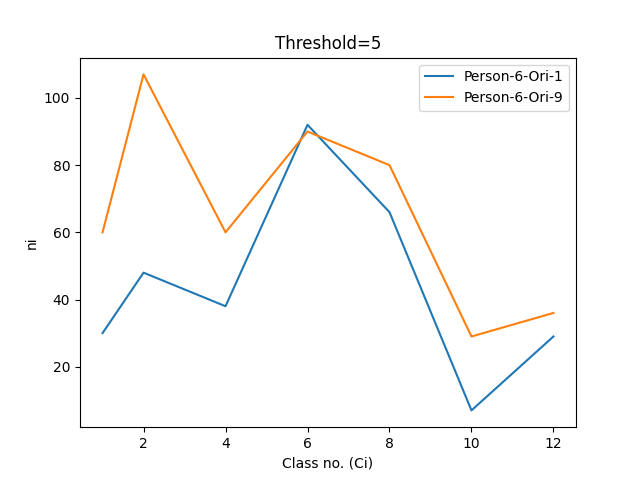 Threshold=5
Person-6-Ori-1
Person-6-Ori-9
100
80
60
40
20
ni
2 4 6 8 10 12
Class no. (Ci)